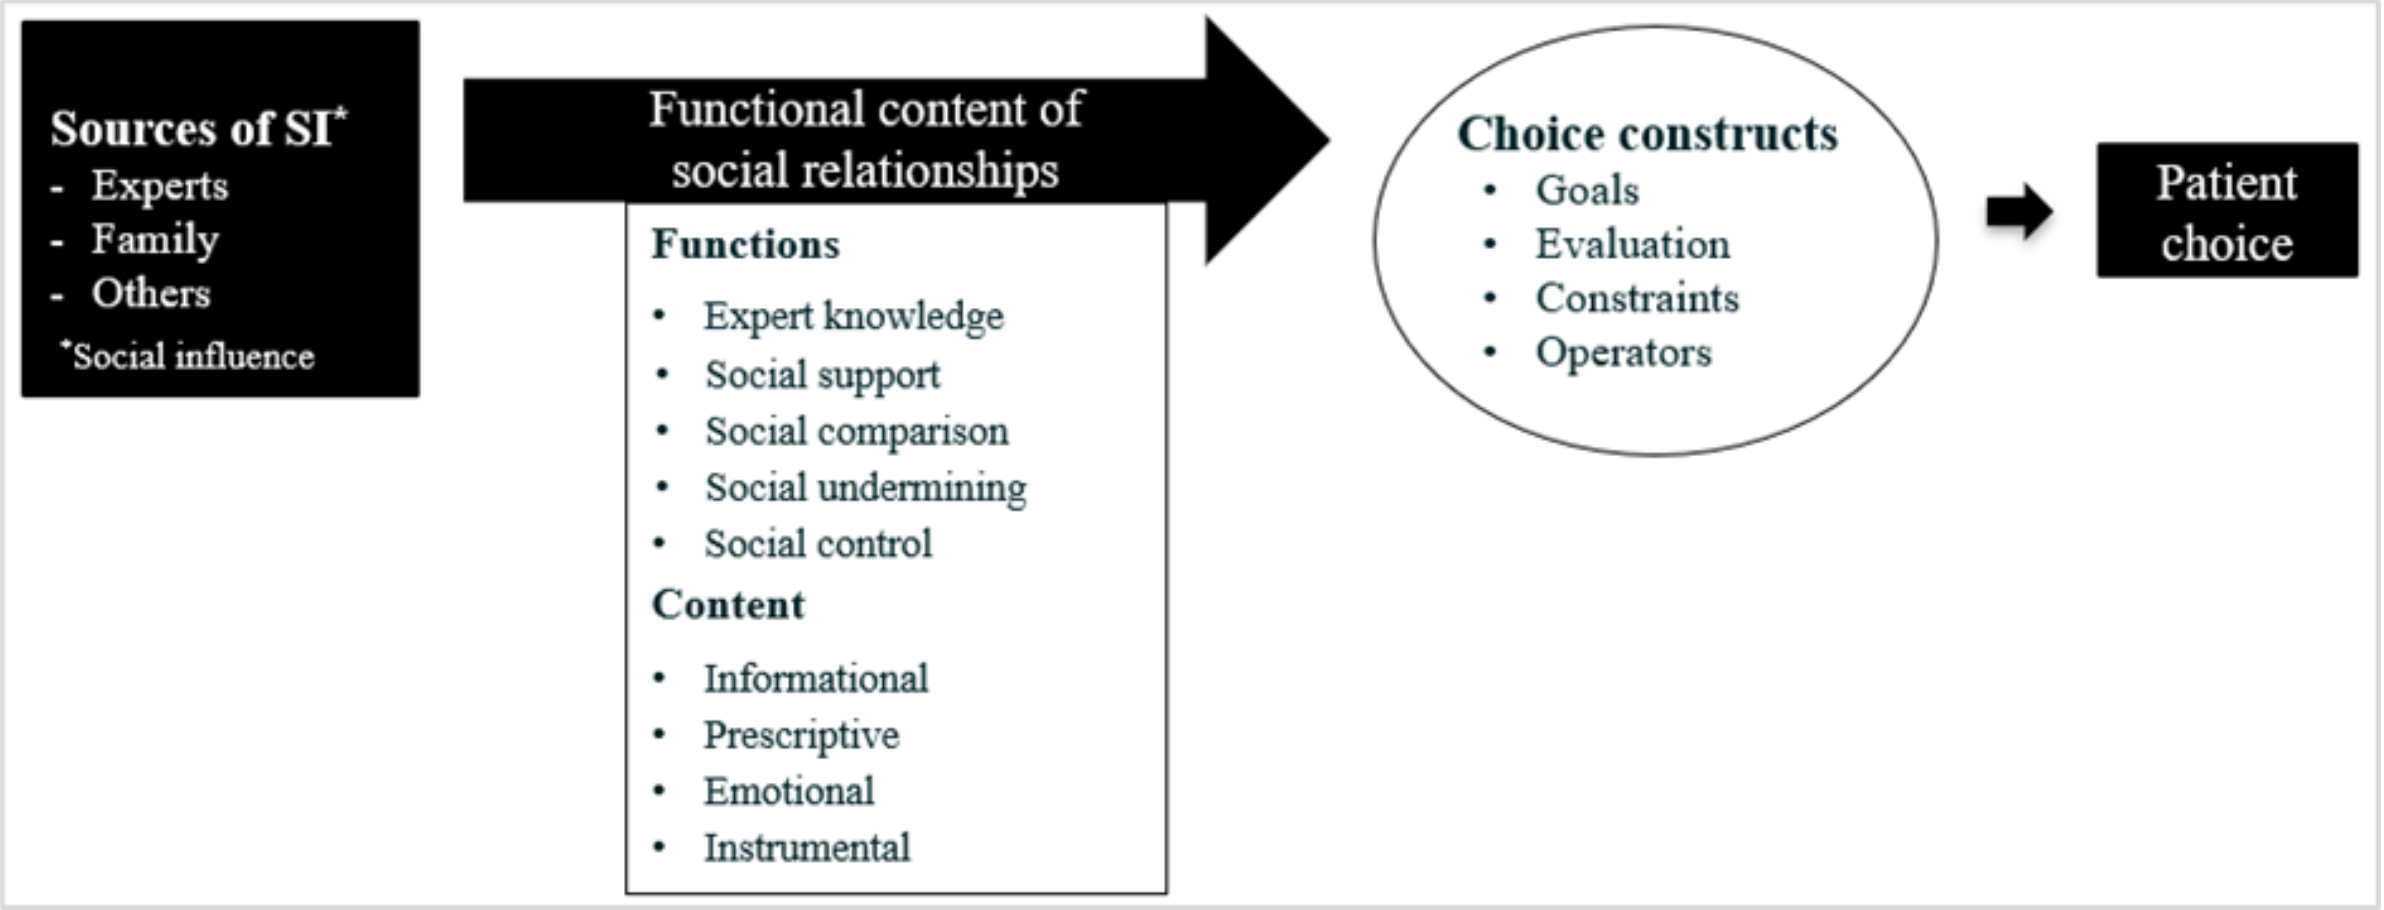 Sources of SI*
- Experts
- Family
- Others
*Social influence
Functional content of
social relationships
Functions
• Expert knowledge
• Social support
• Social comparison
• Social undermining
• Social control
Content
• Informational
• Prescriptive
• Emotional
• Instrumental
Choice constructs
• Goals
• Evaluation
• Constraints
• Operators
Patient
choice